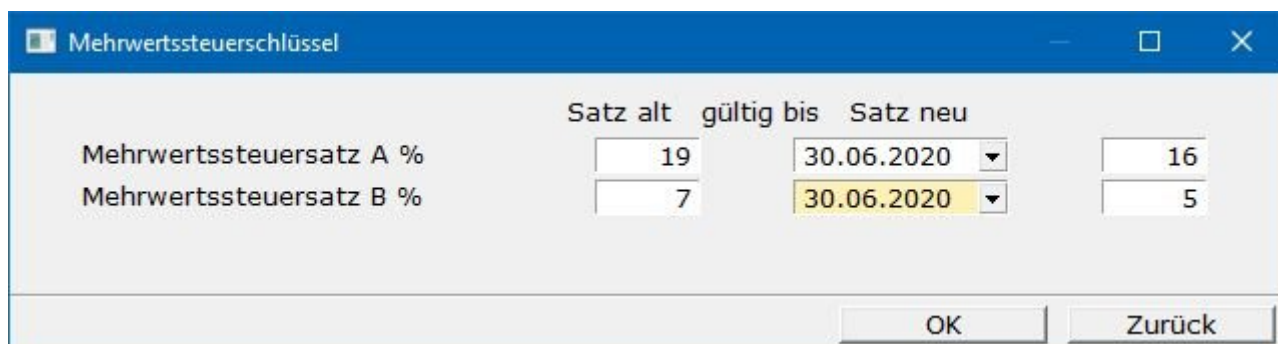 Mehrwertssteuerschlüssel
Satz alt gültig bis Satz neu
Mehrwertssteuersatz A % 19 30.06.2020 16
Mehrwertssteuersatz B % 7 30.06.2020 5
OK Zurück